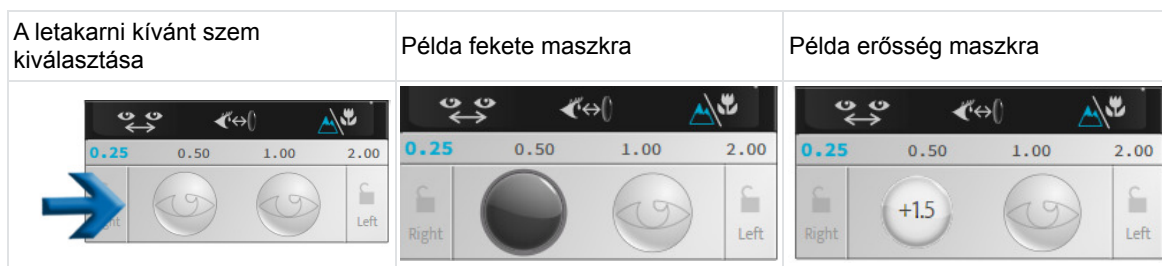 A letakarni kívánt szem
kiválasztása
Példa fekete maszkra
Példa erősség maszkra
0.25 0.50 1.00 2.00
Left
0.25 0.50 1.00 2.00
Right Left
0.25 0.50 1.00 2.00
+1.5
Right Left